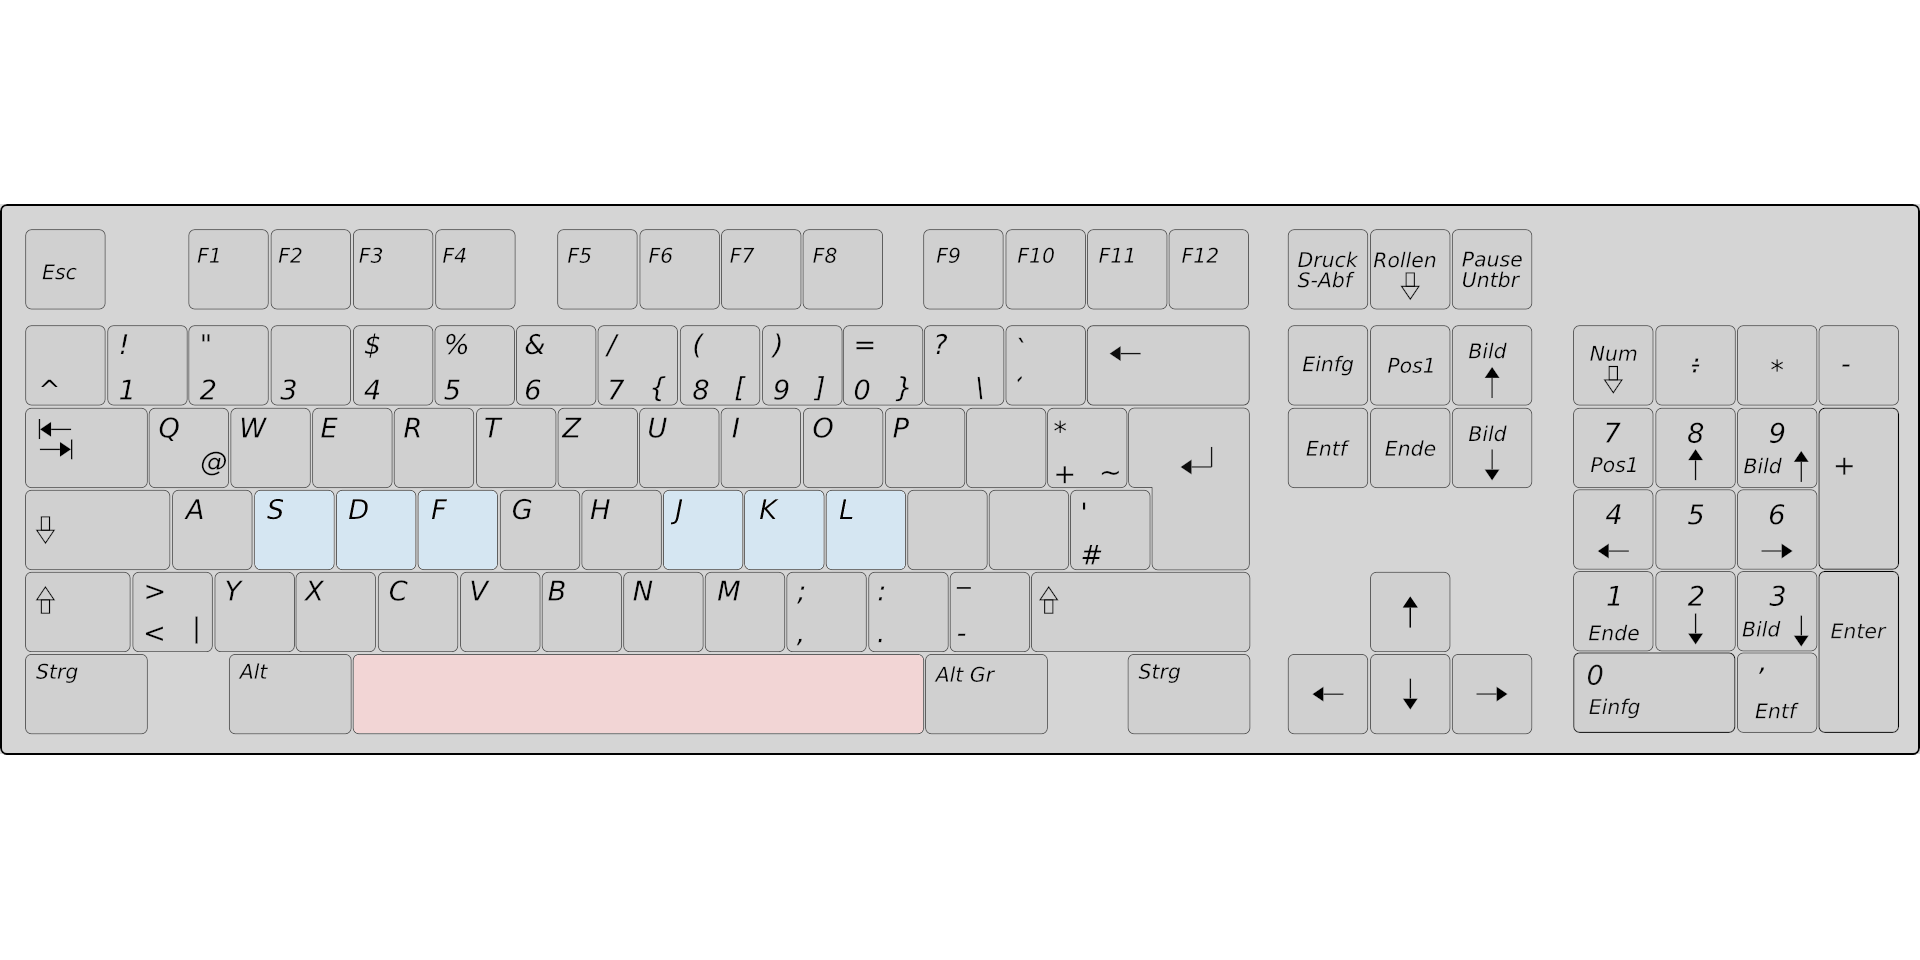 Esc F1 F2 F3 F4 F5 F6 F7 F8 F9 F10 F11 F12 Druck Rollen Pause
S-Abf Untbr
! " $ % & / ( ) = ? ` Bild
^ 1 2 3 4 5 6 7 { 8 [ 9 ] 0 } \ ´ Einfg Pos1 Num ÷ * -
Q W E R T Z U I O P * Bild 7 8 9
@ + ~ Entf Ende Pos1 Bild +
A S D F G H J K L ' 4 5 6
#
> Y X C V B N M ; : _ 1 2 3
< | , . - Ende Bild Enter
Strg Alt Alt Gr Strg 0 ,
Einfg Entf